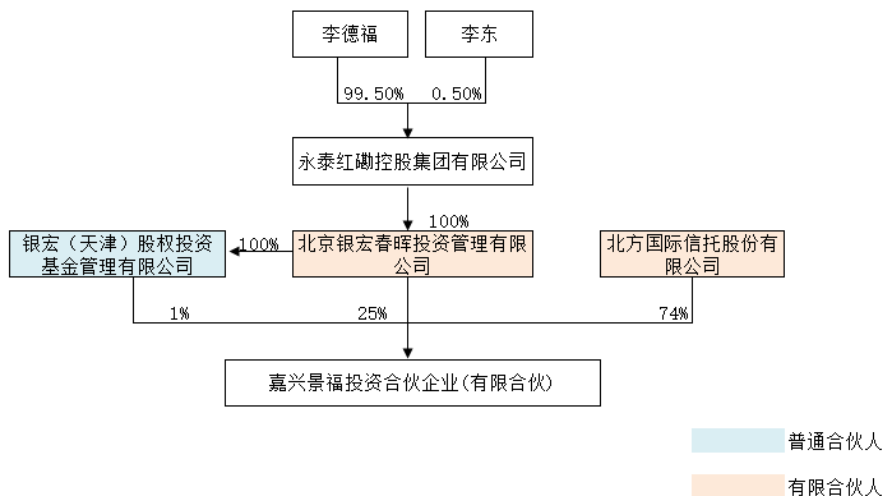 李德福
李东
99.50%
0.50%
永泰红磡控股集团有限公司
100%
银宏（天津）股权投资
基金管理有限公司
100%
北京银宏春晖投资管理有限
公司
北方国际信托股份有
限公司
1%
25%
74%
嘉兴景福投资合伙企业(有限合伙)
普通合伙人
有限合伙人